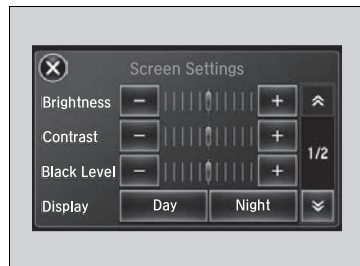 Screen Settings
Brightness - +
Contrast - +
1/2
Black Level - +
Display Day Night